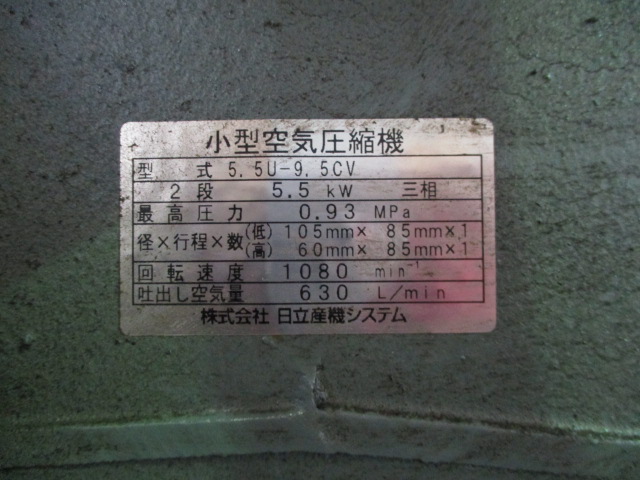 小型空気圧縮機
型 式 5.5U-9.5CV
2段 5.5 kW 三相
最高圧力 0.93 MPa
径×行程×数 (低) 105mm× 85mm×1
(高) 60mm× 85mm×1
回転速度 1080 min⁻¹
吐出し空気量 630 L/min
株式会社 日立産機システム